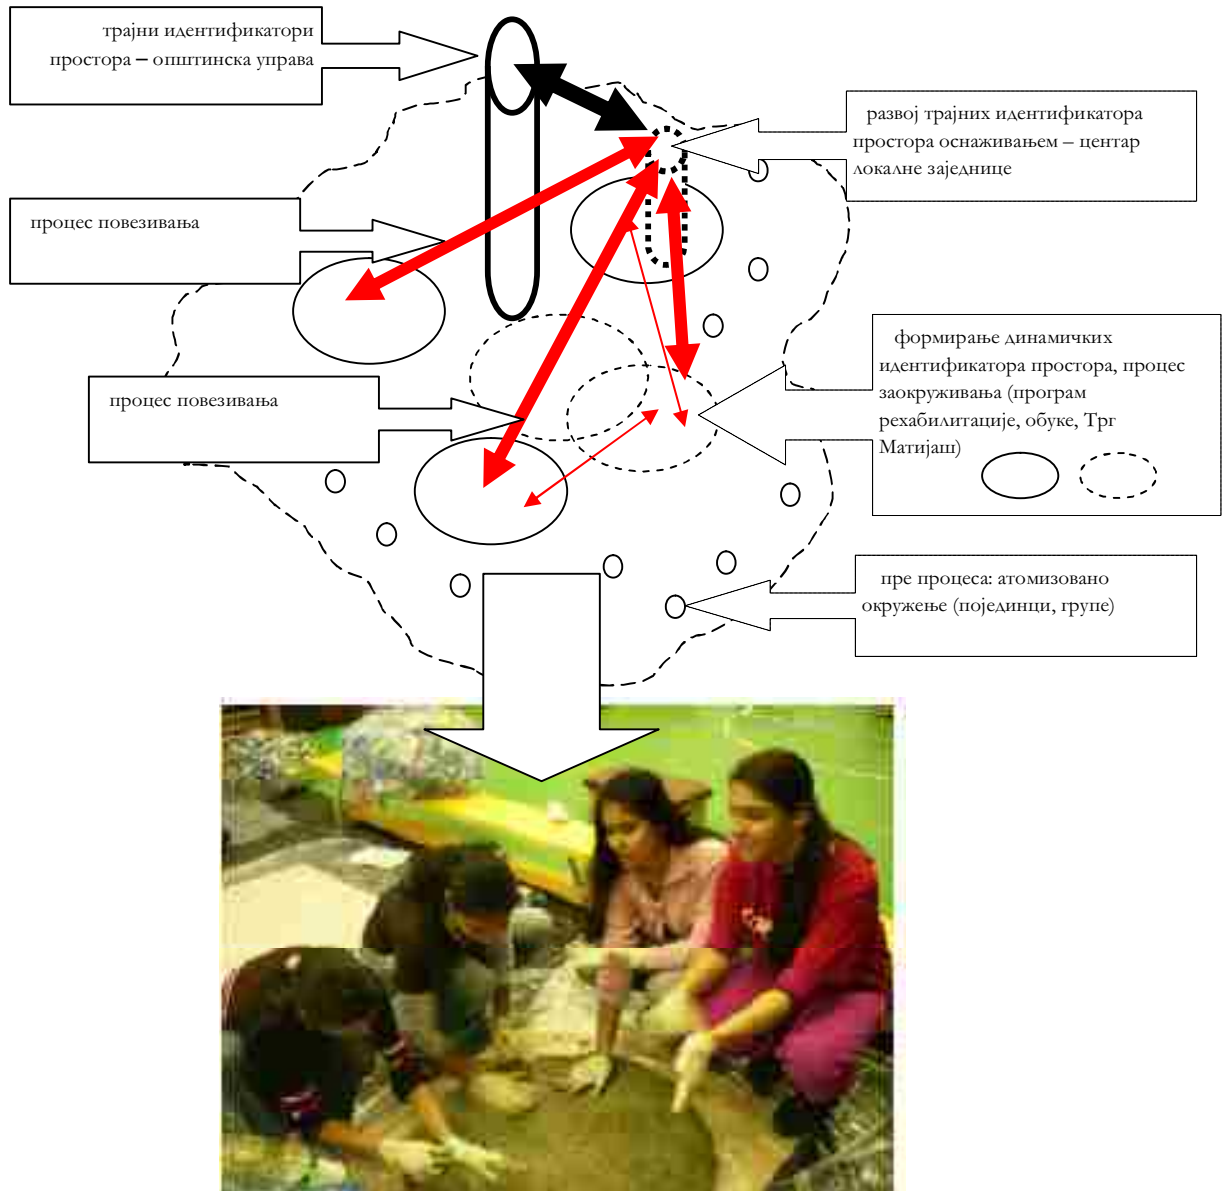 трајни идентификатори
простора – општинска управа
развој трајних идентификатора
простора оснаживањем – центар
локалне заједнице
процес повезивања
формирање динамичких
идентификатора простора, процес
заокруживања (програм
рехабилитације, обуке, Трг
Матијаш)
процес повезивања
пре процеса: атомизовано
окружење (појединци, групе)